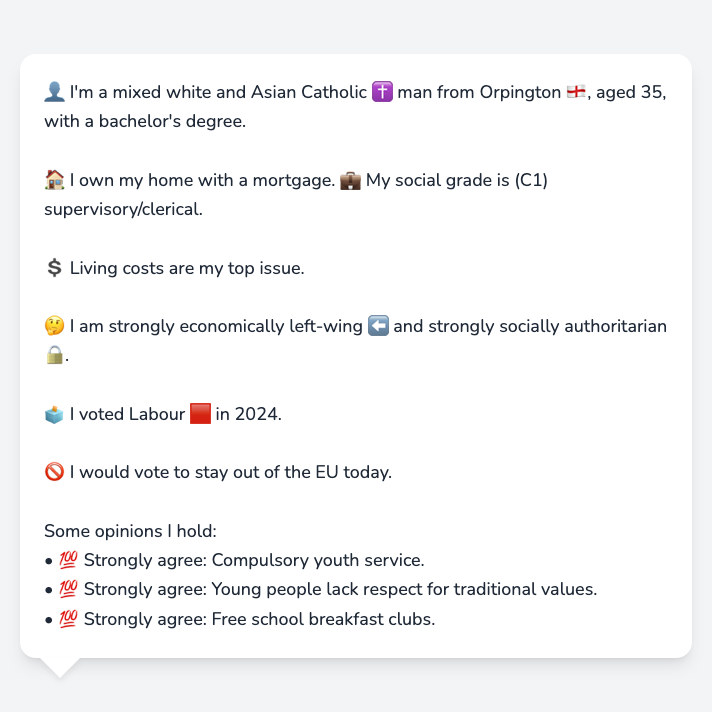 👤 I'm a mixed white and Asian Catholic ✝️ man from Orpington 🏴󠁧󠁢󠁥󠁮󠁧󠁿, aged 35,
with a bachelor's degree.
🏠 I own my home with a mortgage. 💼 My social grade is (C1)
supervisory/clerical.
💲 Living costs are my top issue.
🤔 I am strongly economically left-wing ⬅️ and strongly socially authoritarian
🔒.
🗳️ I voted Labour 🟥 in 2024.
🚫 I would vote to stay out of the EU today.
Some opinions I hold:
• 💯 Strongly agree: Compulsory youth service.
• 💯 Strongly agree: Young people lack respect for traditional values.
• 💯 Strongly agree: Free school breakfast clubs.